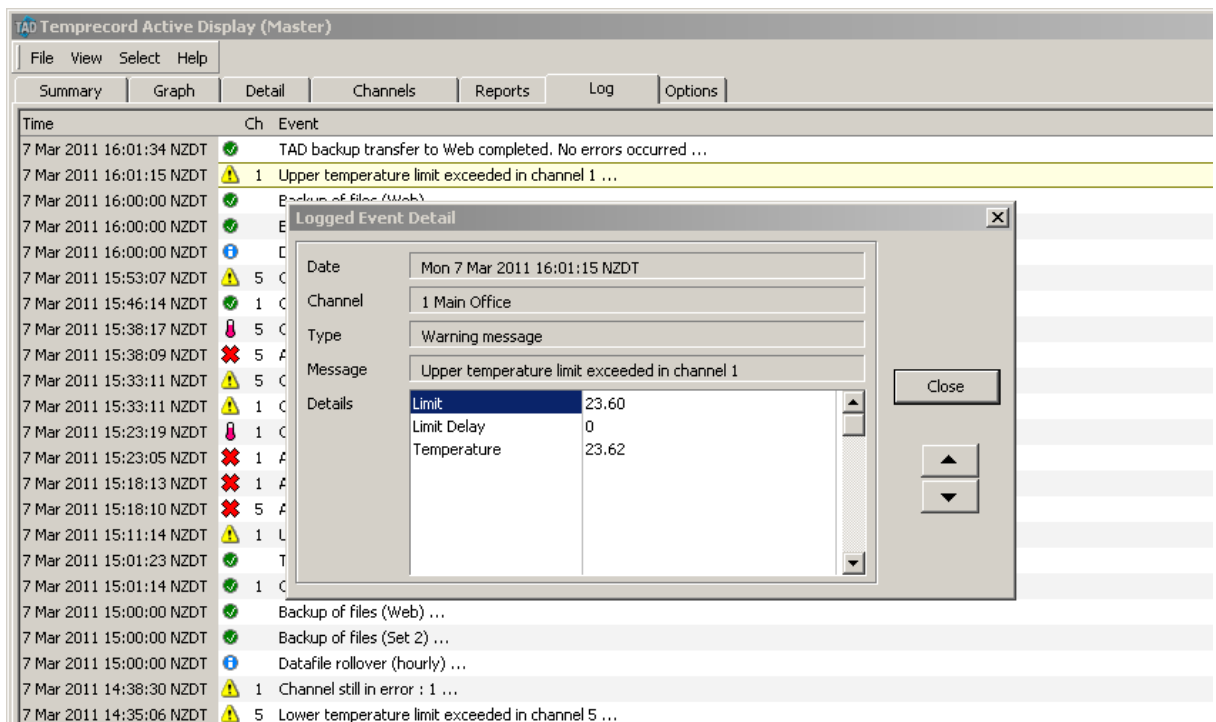 TAD Temprecord Active Display (Master)
File View Select Help
Summary Graph Detail Channels Reports Log Options
Time Ch Event
7 Mar 2011 16:01:34 NZDT TAD backup transfer to Web completed. No errors occurred ...
7 Mar 2011 16:01:15 NZDT 1 Upper temperature limit exceeded in channel 1 ...
7 Mar 2011 16:00:00 NZDT Backup of files (Web)
7 Mar 2011 16:00:00 NZDT
7 Mar 2011 16:00:00 NZDT
7 Mar 2011 15:53:07 NZDT 5
7 Mar 2011 15:46:14 NZDT 1
7 Mar 2011 15:38:17 NZDT 5
7 Mar 2011 15:38:09 NZDT 5
7 Mar 2011 15:33:11 NZDT 5
7 Mar 2011 15:33:11 NZDT 1
7 Mar 2011 15:23:19 NZDT 1
7 Mar 2011 15:23:05 NZDT 1
7 Mar 2011 15:18:13 NZDT 1
7 Mar 2011 15:18:10 NZDT 5
7 Mar 2011 15:11:14 NZDT 1
7 Mar 2011 15:01:23 NZDT
7 Mar 2011 15:01:14 NZDT 1
7 Mar 2011 15:00:00 NZDT Backup of files (Web) ...
7 Mar 2011 15:00:00 NZDT Backup of files (Set 2) ...
7 Mar 2011 15:00:00 NZDT Datafile rollover (hourly) ...
7 Mar 2011 14:38:30 NZDT 1 Channel still in error : 1 ...
7 Mar 2011 14:35:06 NZDT 5 Lower temperature limit exceeded in channel 5 ...
Logged Event Detail
Date Mon 7 Mar 2011 16:01:15 NZDT
Channel 1 Main Office
Type Warning message
Message Upper temperature limit exceeded in channel 1
Details Limit 23.60
Limit Delay 0
Temperature 23.62
Close